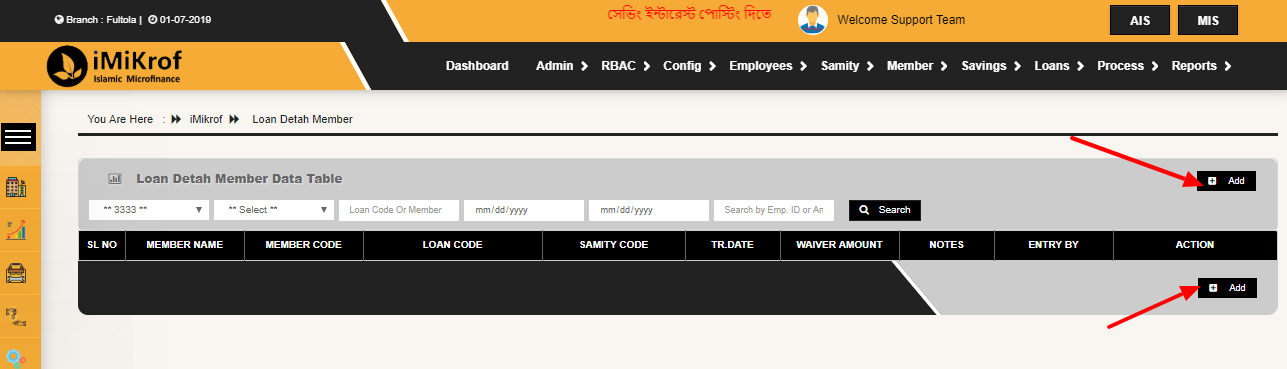 Branch : Fultola | 01-07-2019
সেভিং ইন্টারেস্ট পোস্টিং দিতে
Welcome Support Team
AIS
MIS
iMiKrof
Islamic Microfinance
Dashboard Admin RBAC Config Employees Samity Member Savings Loans Process Reports
You Are Here : iMikrof Loan Detah Member
Loan Detah Member Data Table
Add
** 3333 ** ** Select ** Loan Code Or Member mm/dd/yyyy mm/dd/yyyy Search by Emp. ID or An Search
SL NO MEMBER NAME MEMBER CODE LOAN CODE SAMITY CODE TR.DATE WAIVER AMOUNT NOTES ENTRY BY ACTION
Add